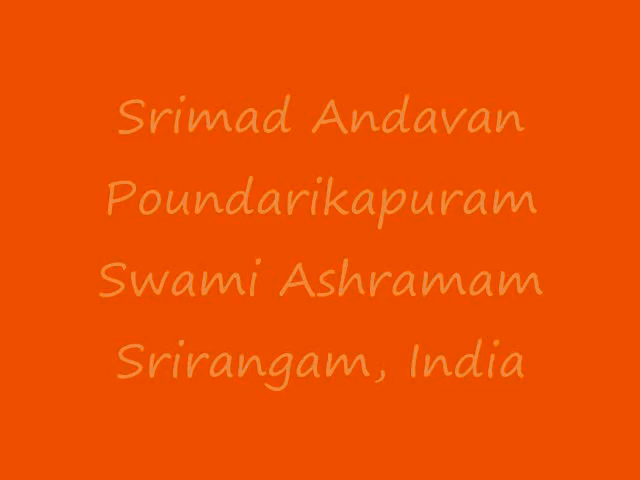 Srimad Andavan
Poundarikapuram
Swami Ashramam
Srirangam, India